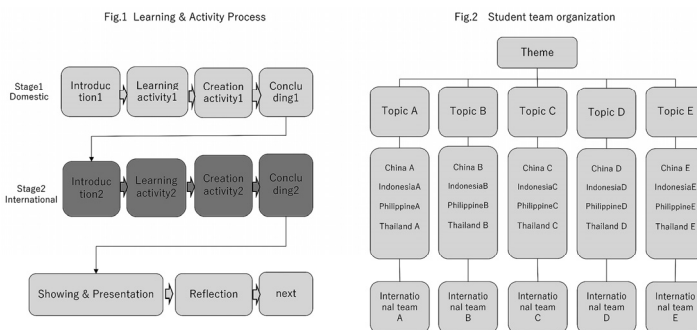 Fig.1 Learning & Activity Process
Stage1
Domestic
Introduc
tion1
Learning
activity1
Creation
activity1
Conclu
ding1
Stage2
International
Introduc
tion2
Learning
activity2
Creation
activity2
Conclu
ding2
Showing & Presentation
Reflection
next
Fig.2 Student team organization
Theme
Topic A
Topic B
Topic C
Topic D
Topic E
China A
IndonesiaA
PhilippineA
Thailand A
China B
IndonesiaB
PhilippineB
Thailand B
China C
IndonesiaC
PhilippineC
Thailand C
China D
IndonesiaD
PhilippineD
Thailand D
China E
IndonesiaE
PhilippineE
Thailand E
Internatio
nal team
A
Internatio
nal team
B
Internatio
nal team
C
Internatio
nal team
D
Internatio
nal team
E